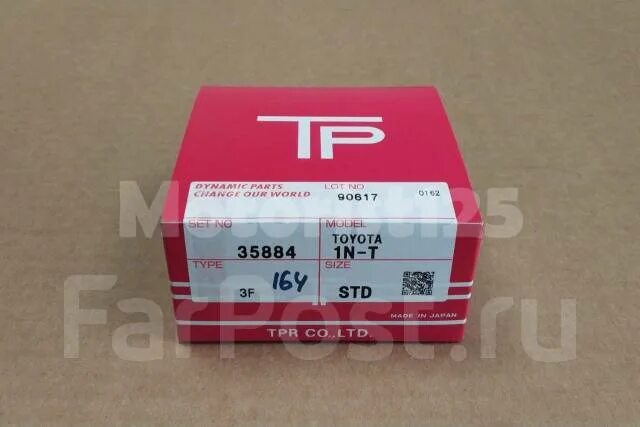 TP
DYNAMIC PARTS
CHANGE OUR WORLD
LOT NO
90617
0162
SET NO
35884
MODEL
TOYOTA
1N-T
TYPE
3F
164
SIZE
STD
MADE IN JAPAN
TPR CO.,LTD.
Motoristi25
FarPost.ru